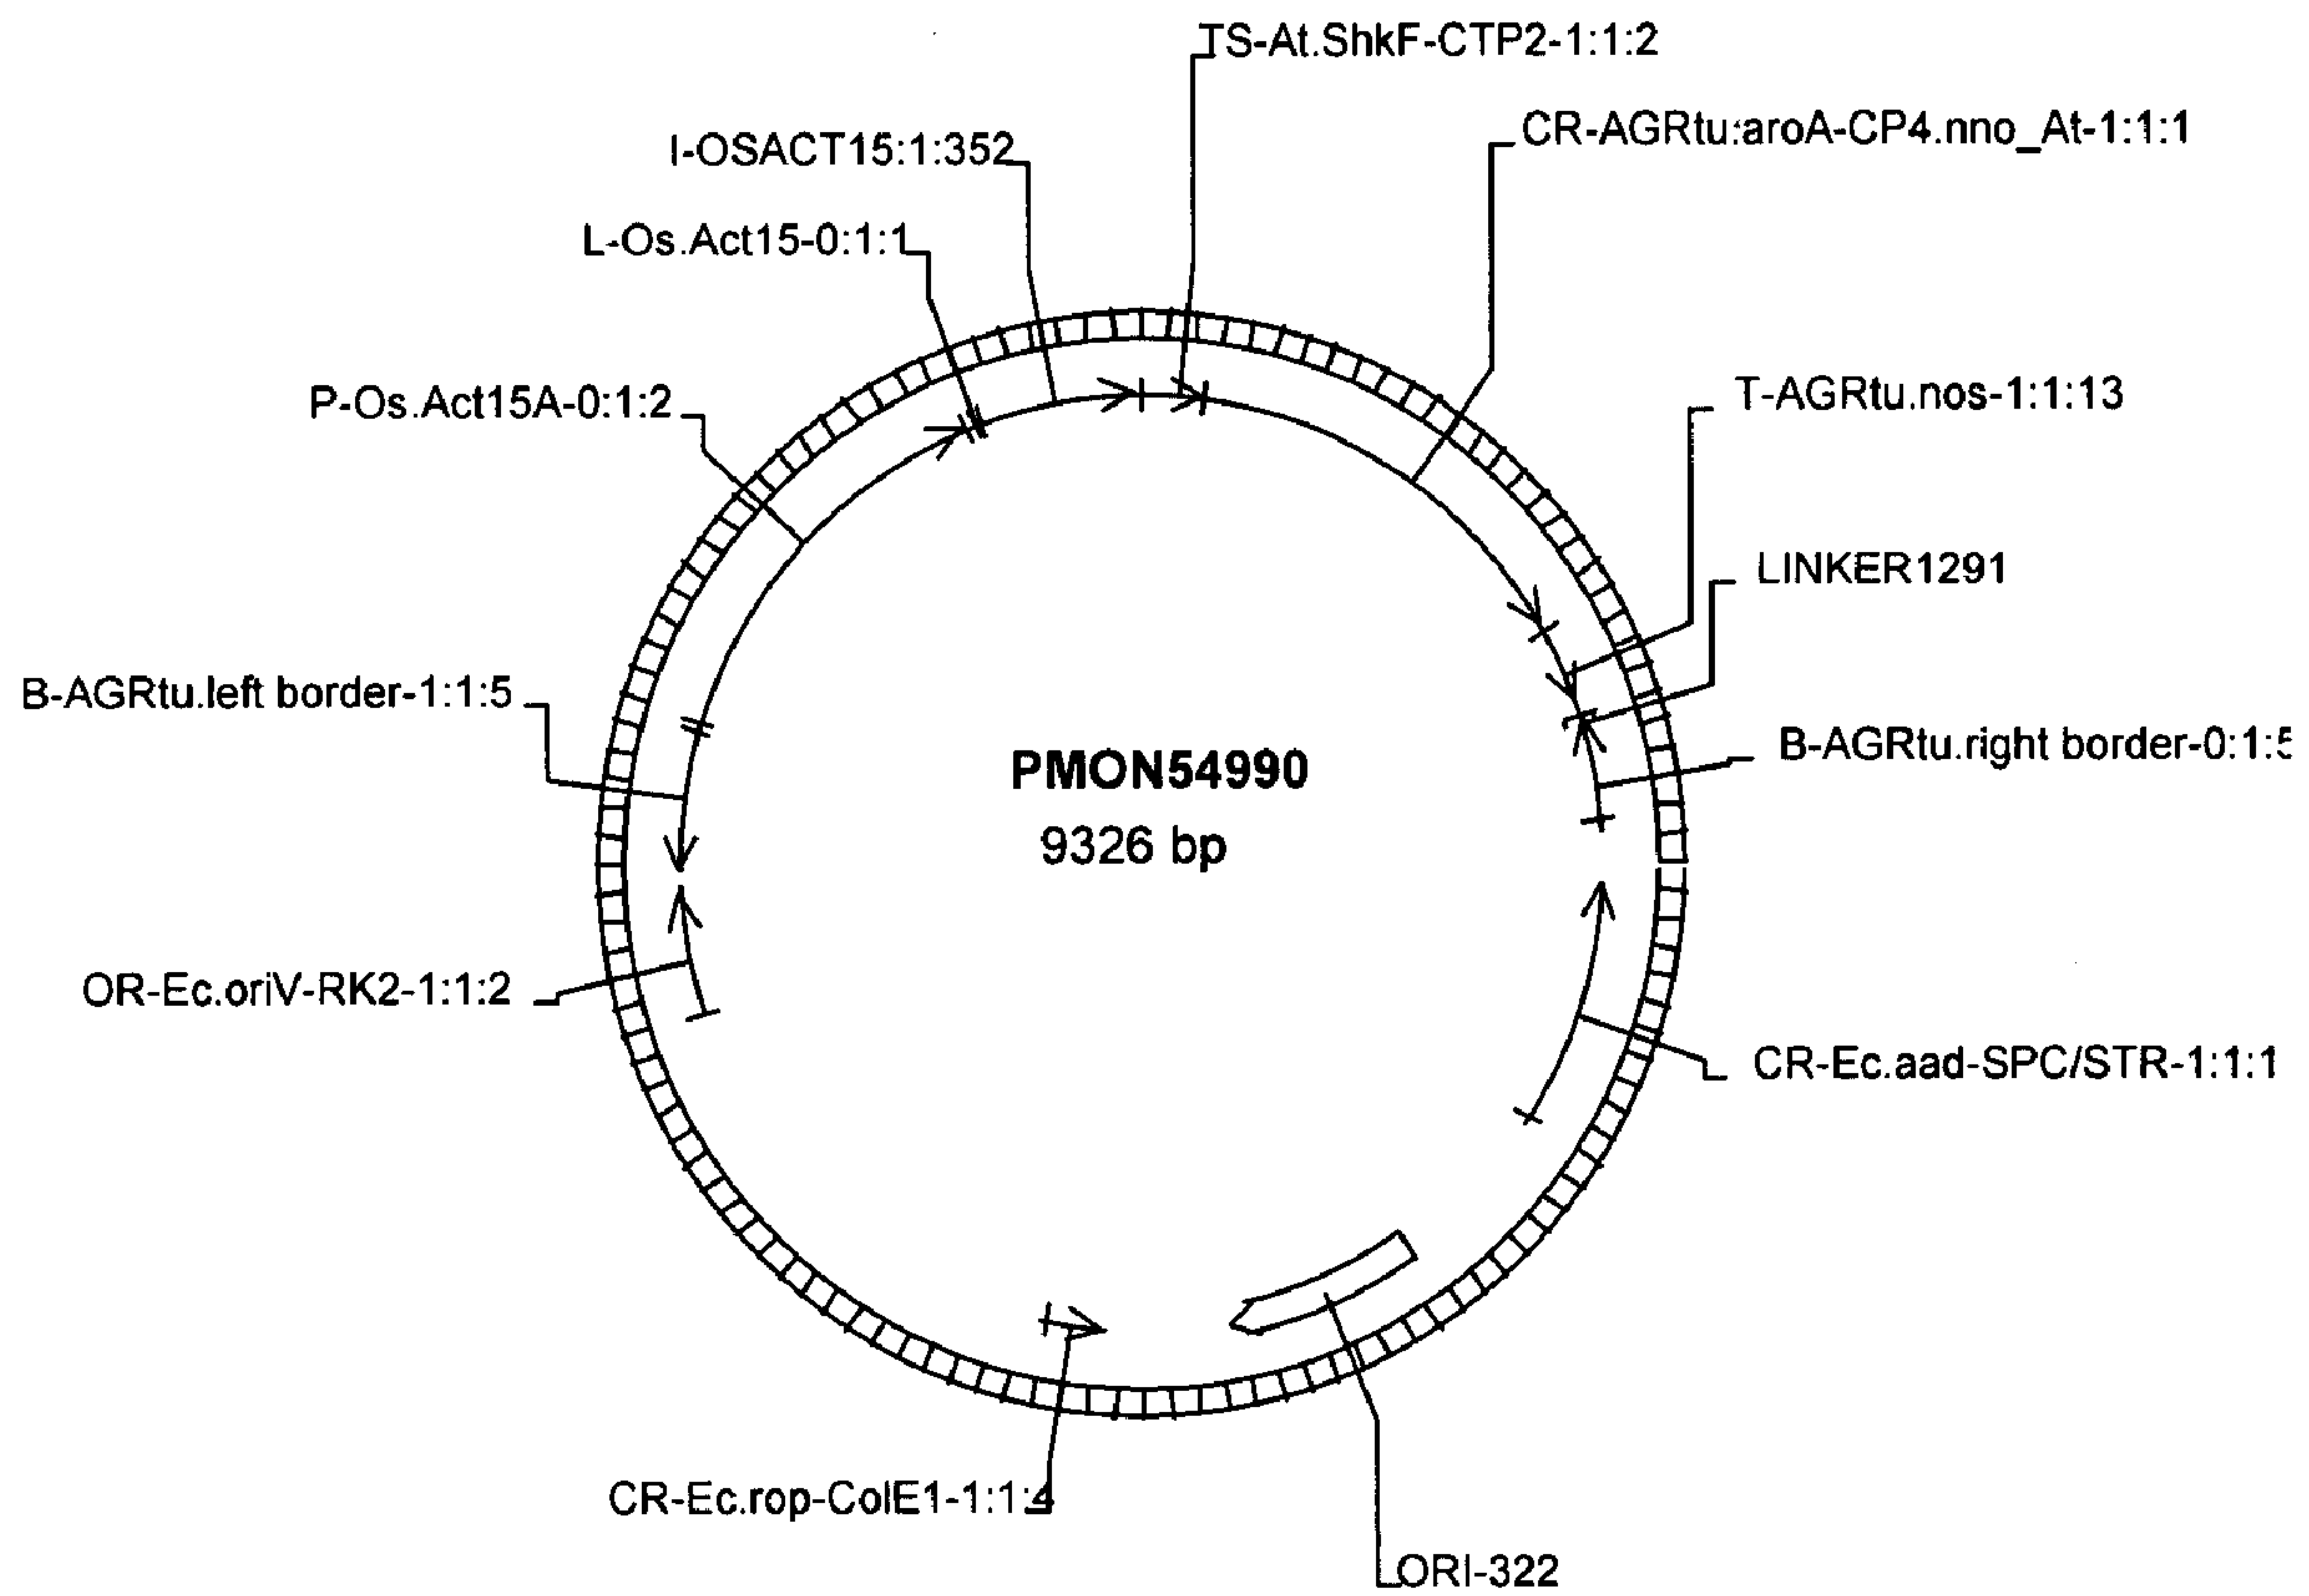 TS-At.ShkF-CTP2-1:1:2
CR-AGRtu:aroA-CP4.nno_At-1:1:1
I-OSACT15:1:352
L-Os.Act15-0:1:1
P-Os.Act15A-0:1:2
T-AGRtu.nos-1:1:13
LINKER1291
B-AGRtu.left border-1:1:5
B-AGRtu.right border-0:1:5
PMON54990
9326 bp
OR-Ec.oriV-RK2-1:1:2
CR-Ec.aad-SPC/STR-1:1:1
CR-Ec.rop-ColE1-1:1:4
ORI-322